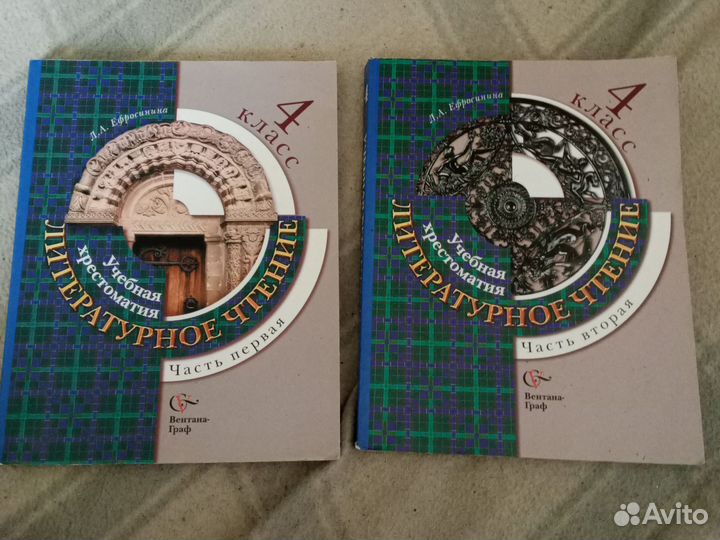 4
класс
Л.А. Ефросинина
Учебная
хрестоматия
ЛИТЕРАТУРНОЕ ЧТЕНИЕ
Часть первая
Вентана-
Граф
4
класс
Л.А. Ефросинина
Учебная
хрестоматия
ЛИТЕРАТУРНОЕ ЧТЕНИЕ
Часть вторая
Вентана-
Граф
Avito